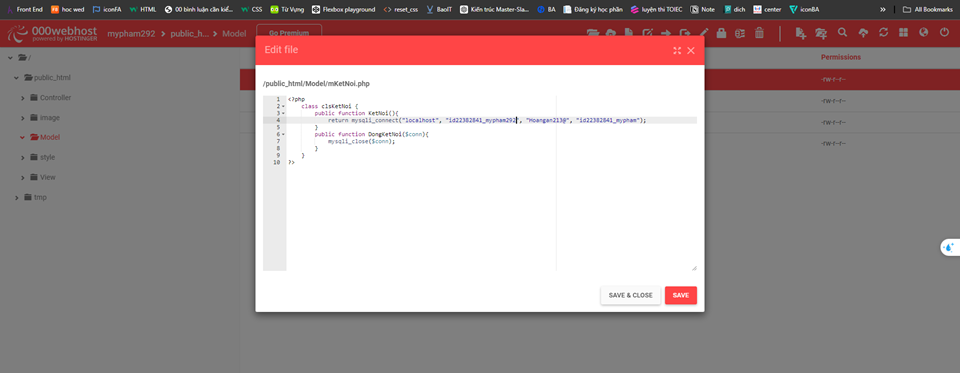 Front End hoc wed iconFA HTML 00 bình luận cần kiể... CSS Từ Vựng Flexbox playground reset_css BaoIT Kiến trúc Master-Sla... BA Đăng ký học phần luyện thi TOIEC Note dich center iconBA » All Bookmarks
000webhost
powered by HOSTINGER
mypham292 > public_h... > Model
Go Premium
/
public_html
Controller
image
Model
style
View
tmp
Permissions
-rw-r--r--
-rw-r--r--
-rw-r--r--
-rw-r--r--
Edit file
/public_html/Model/mKetNoi.php
1 <?php
2 class clsKetNoi {
3 public function KetNoi(){
4 return mysqli_connect("localhost", "id22382841_mypham292", "Hoangan213@", "id22382841_mypham");
5 }
6 public function DongKetNoi($conn){
7 mysqli_close($conn);
8 }
9 }
10 ?>
SAVE & CLOSE
SAVE